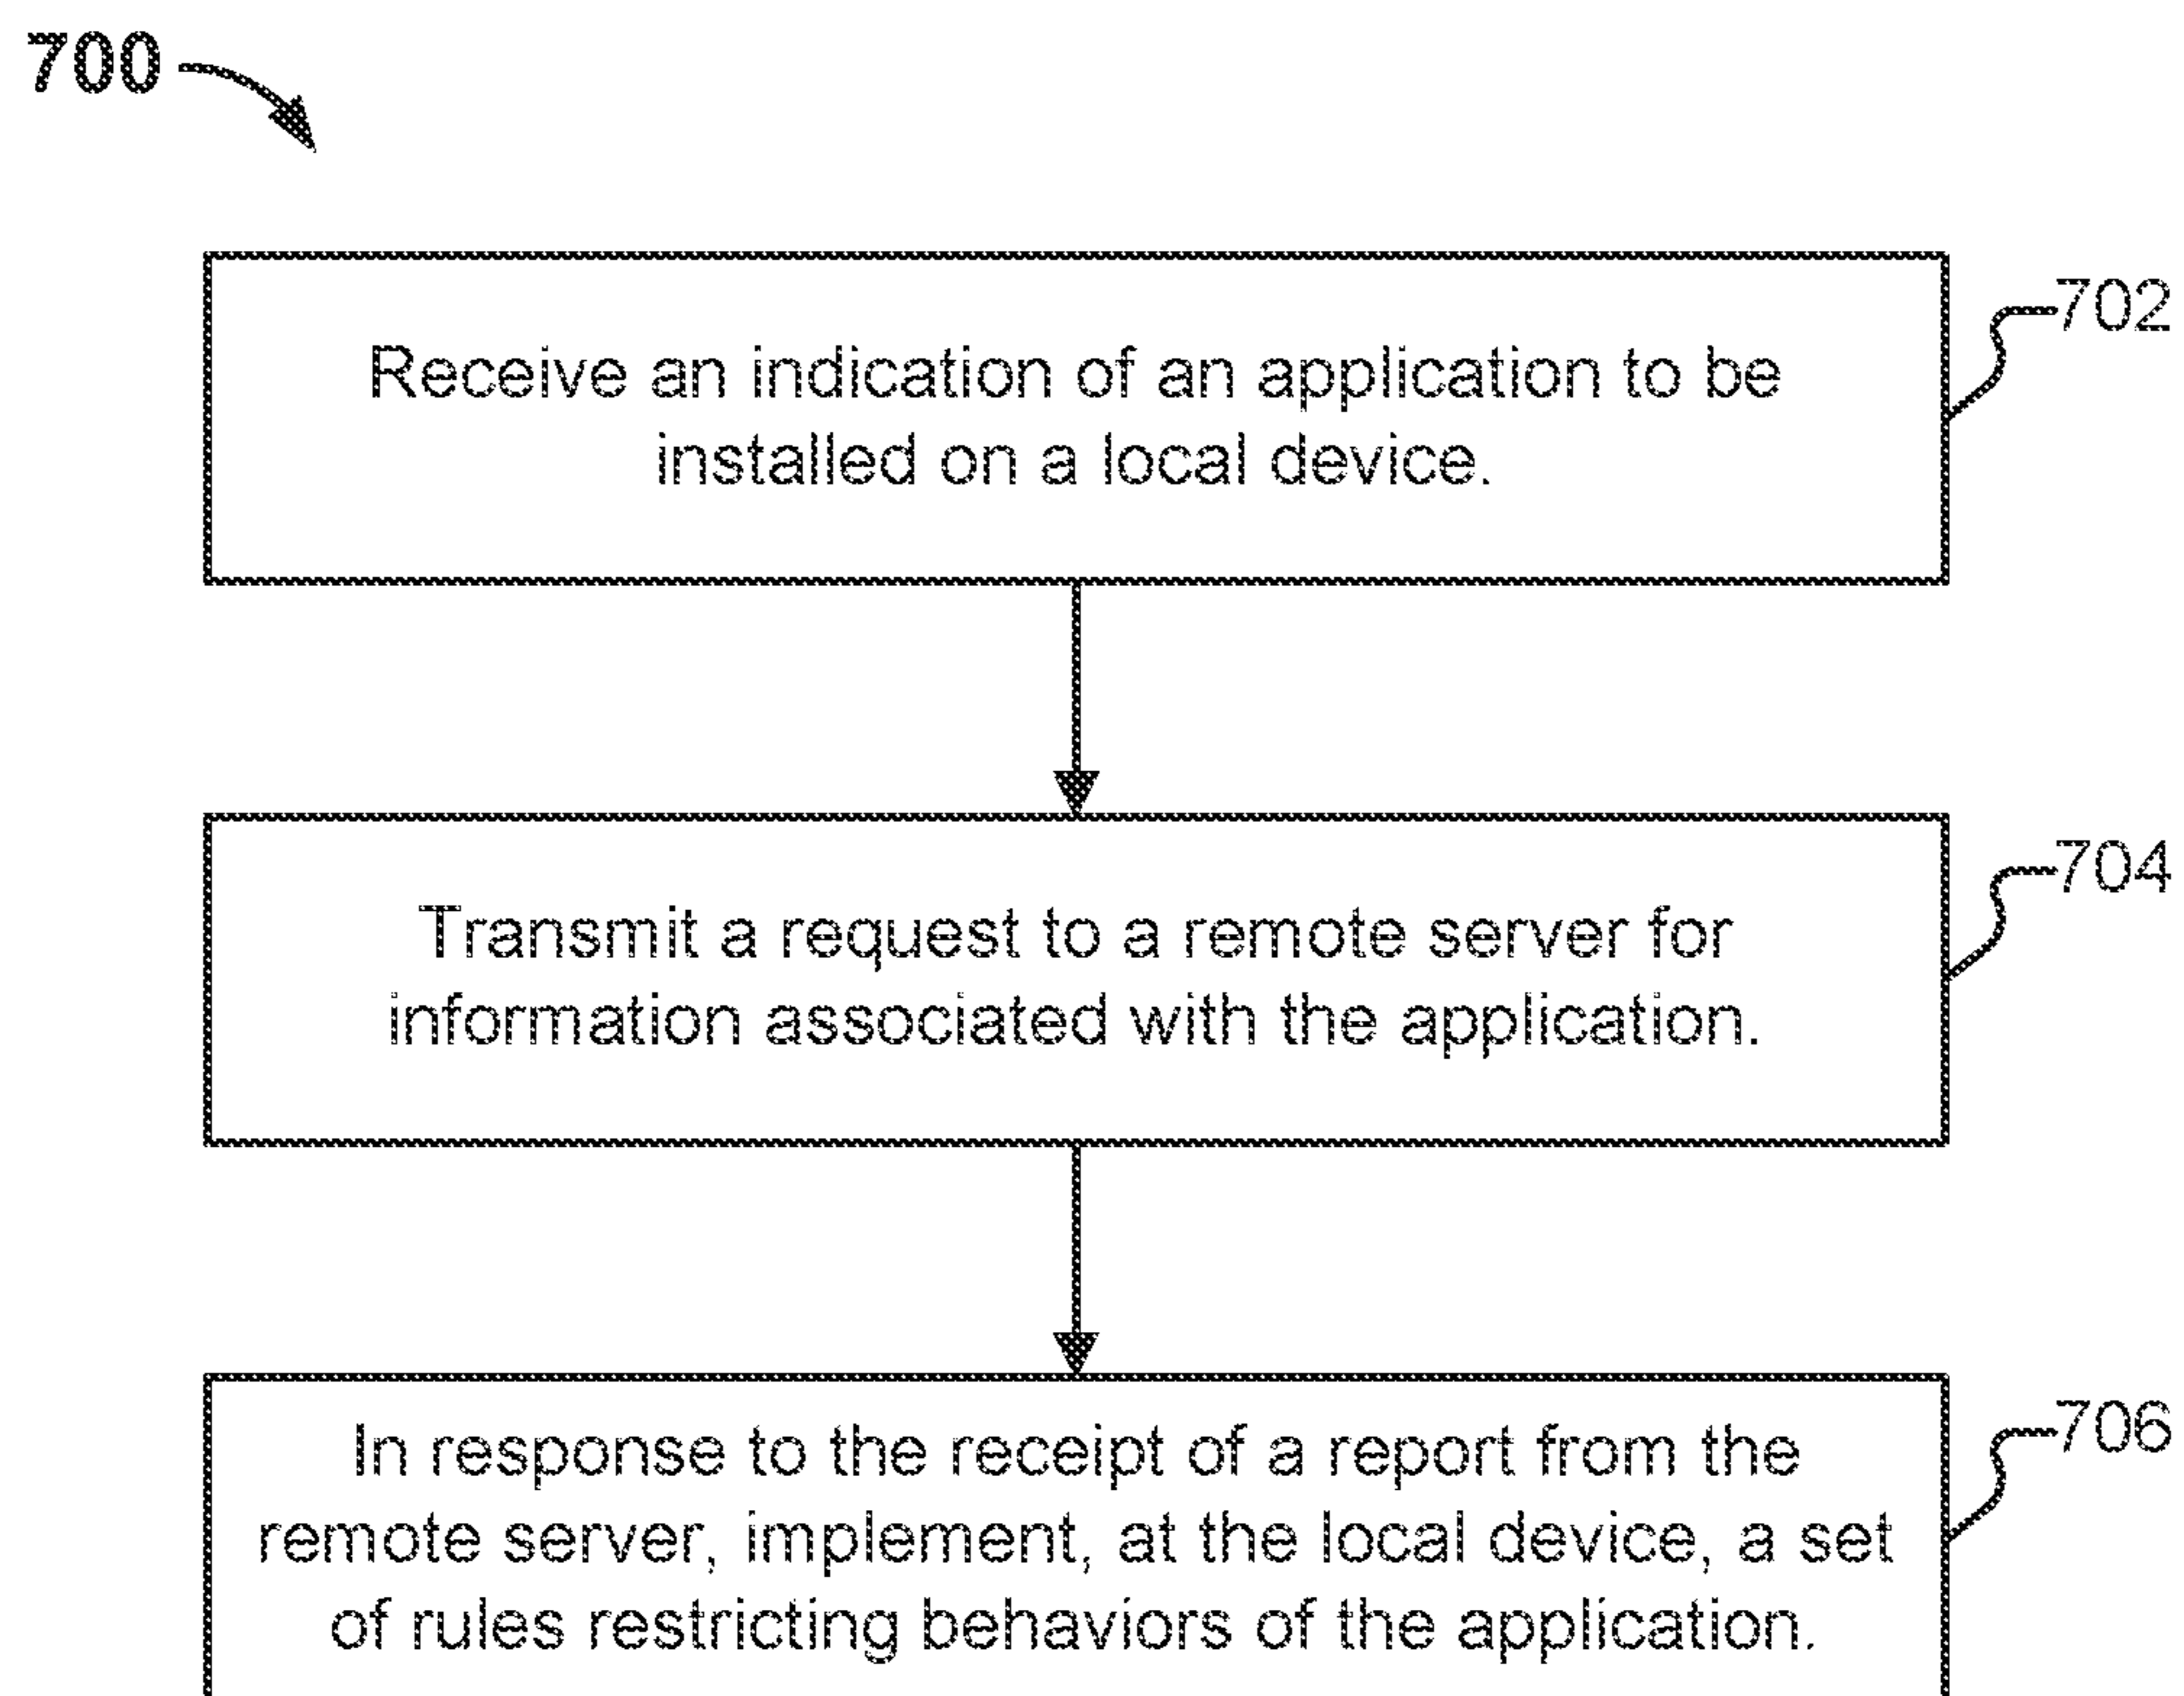 700
702
Receive an indication of an application to be
installed on a local device.
704
Transmit a request to a remote server for
information associated with the application.
706
In response to the receipt of a report from the
remote server, implement, at the local device, a set
of rules restricting behaviors of the application.